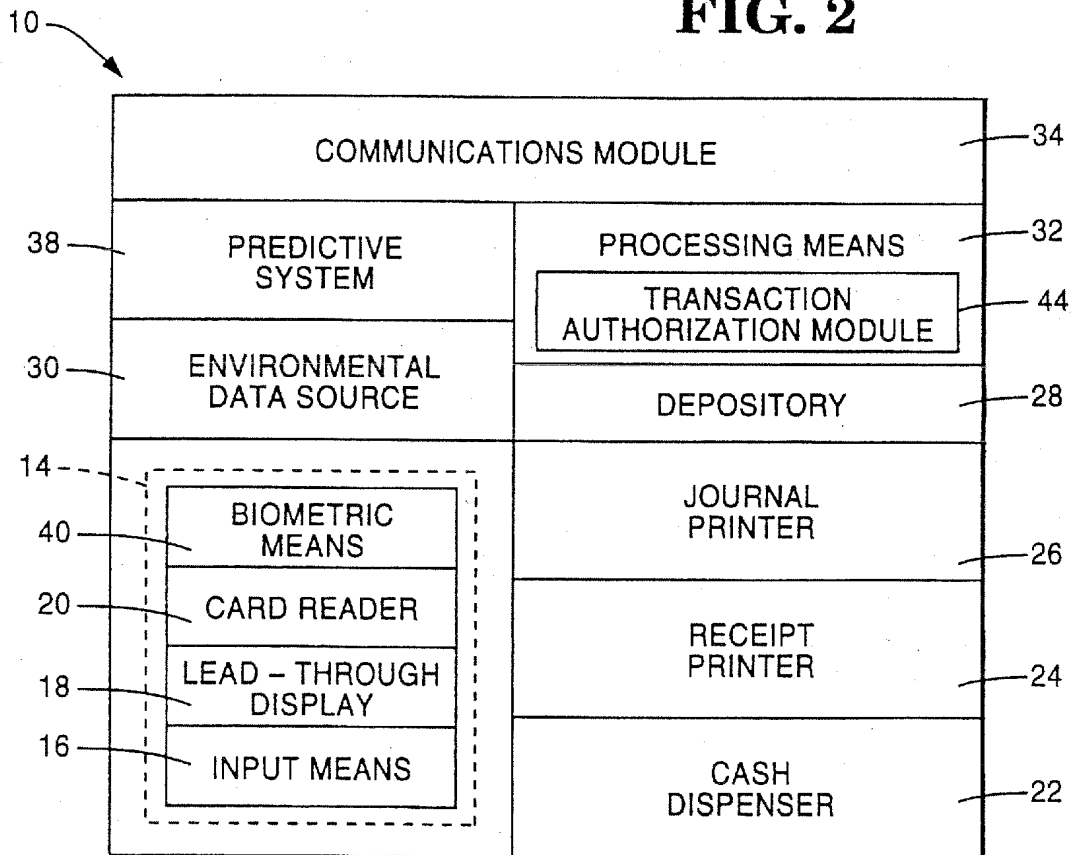 FIG. 2
10
COMMUNICATIONS MODULE
34
38
PREDICTIVE
SYSTEM
PROCESSING MEANS
32
TRANSACTION
AUTHORIZATION MODULE
44
30
ENVIRONMENTAL
DATA SOURCE
DEPOSITORY
28
14
BIOMETRIC
MEANS
40
CARD READER
20
LEAD – THROUGH
DISPLAY
18
INPUT MEANS
16
JOURNAL
PRINTER
26
RECEIPT
PRINTER
24
CASH
DISPENSER
22